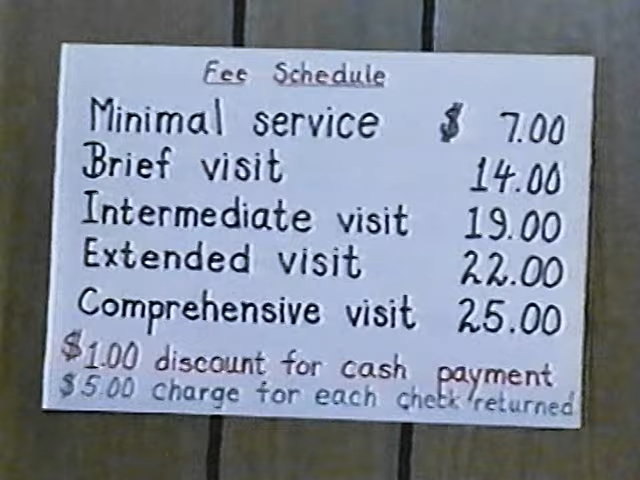 Fee Schedule
Minimal service $ 7.00
Brief visit 14.00
Intermediate visit 19.00
Extended visit 22.00
Comprehensive visit 25.00
$1.00 discount for cash payment
$5.00 charge for each check returned